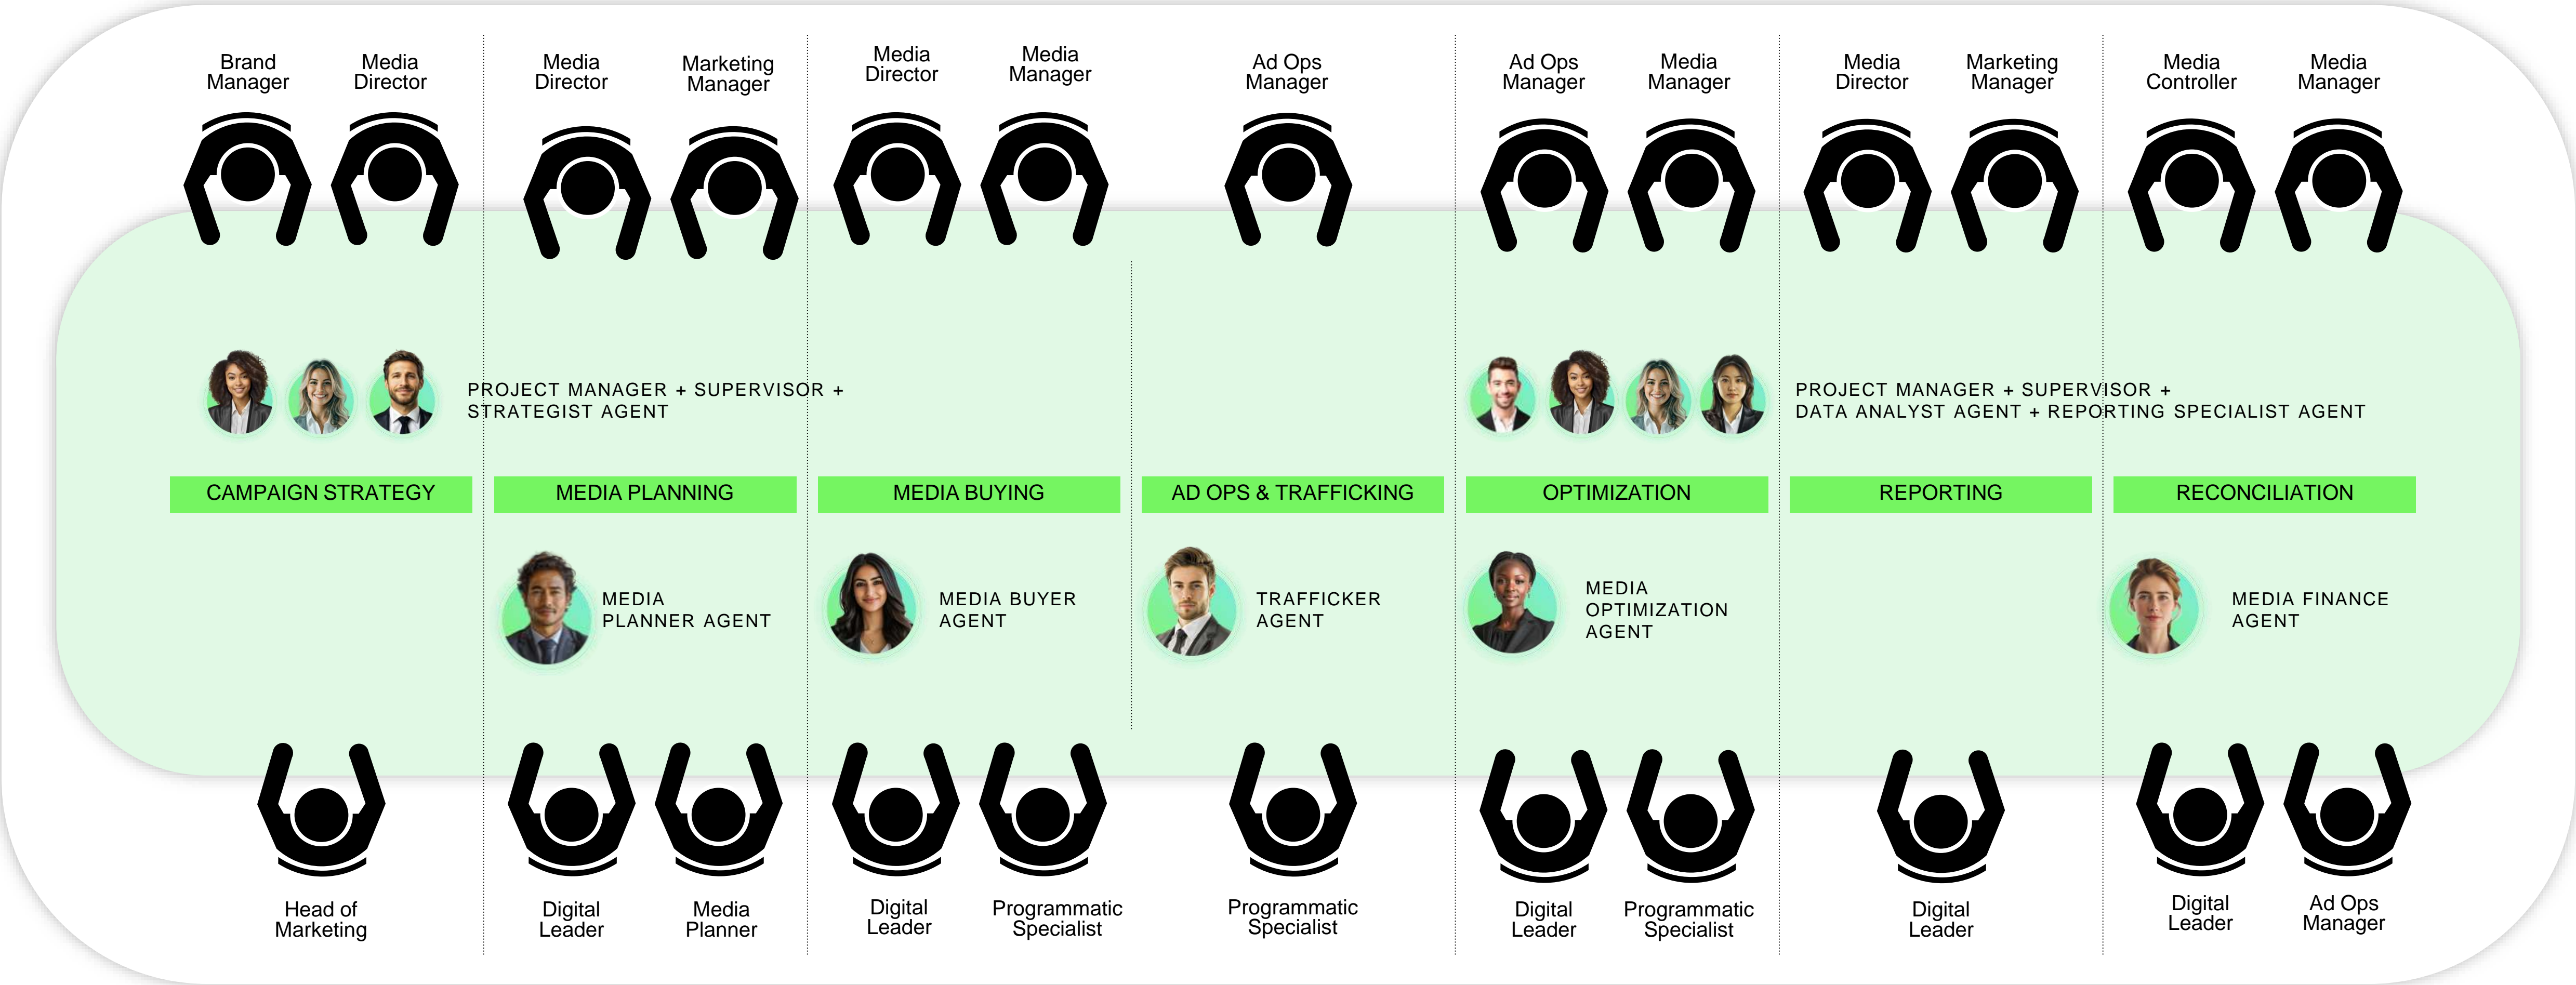 Brand
Manager
Media
Director
Media
Director
Marketing
Manager
Media
Director
Media
Manager
Ad Ops
Manager
Ad Ops
Manager
Media
Manager
Media
Director
Marketing
Manager
Media
Controller
Media
Manager
PROJECT MANAGER + SUPERVISOR +
STRATEGIST AGENT
PROJECT MANAGER + SUPERVISOR +
DATA ANALYST AGENT + REPORTING SPECIALIST AGENT
CAMPAIGN STRATEGY
MEDIA PLANNING
MEDIA BUYING
AD OPS & TRAFFICKING
OPTIMIZATION
REPORTING
RECONCILIATION
MEDIA
PLANNER AGENT
MEDIA BUYER
AGENT
TRAFFICKER
AGENT
MEDIA
OPTIMIZATION
AGENT
MEDIA FINANCE
AGENT
Head of
Marketing
Digital
Leader
Media
Planner
Digital
Leader
Programmatic
Specialist
Programmatic
Specialist
Digital
Leader
Programmatic
Specialist
Digital
Leader
Digital
Leader
Ad Ops
Manager